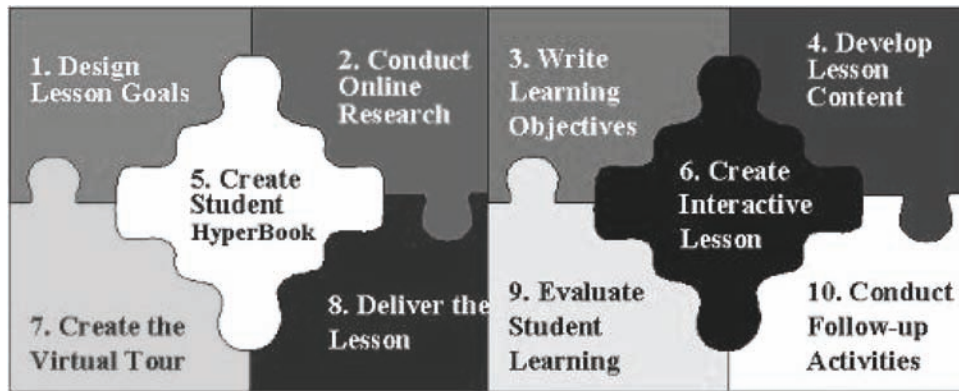 1. Design
Lesson Goals
2. Conduct
Online
Research
3. Write
Learning
Objectives
4. Develop
Lesson
Content
5. Create
Student
HyperBook
6. Create
Interactive
Lesson
7. Create the
Virtual Tour
8. Deliver the
Lesson
9. Evaluate
Student
Learning
10. Conduct
Follow-up
Activities